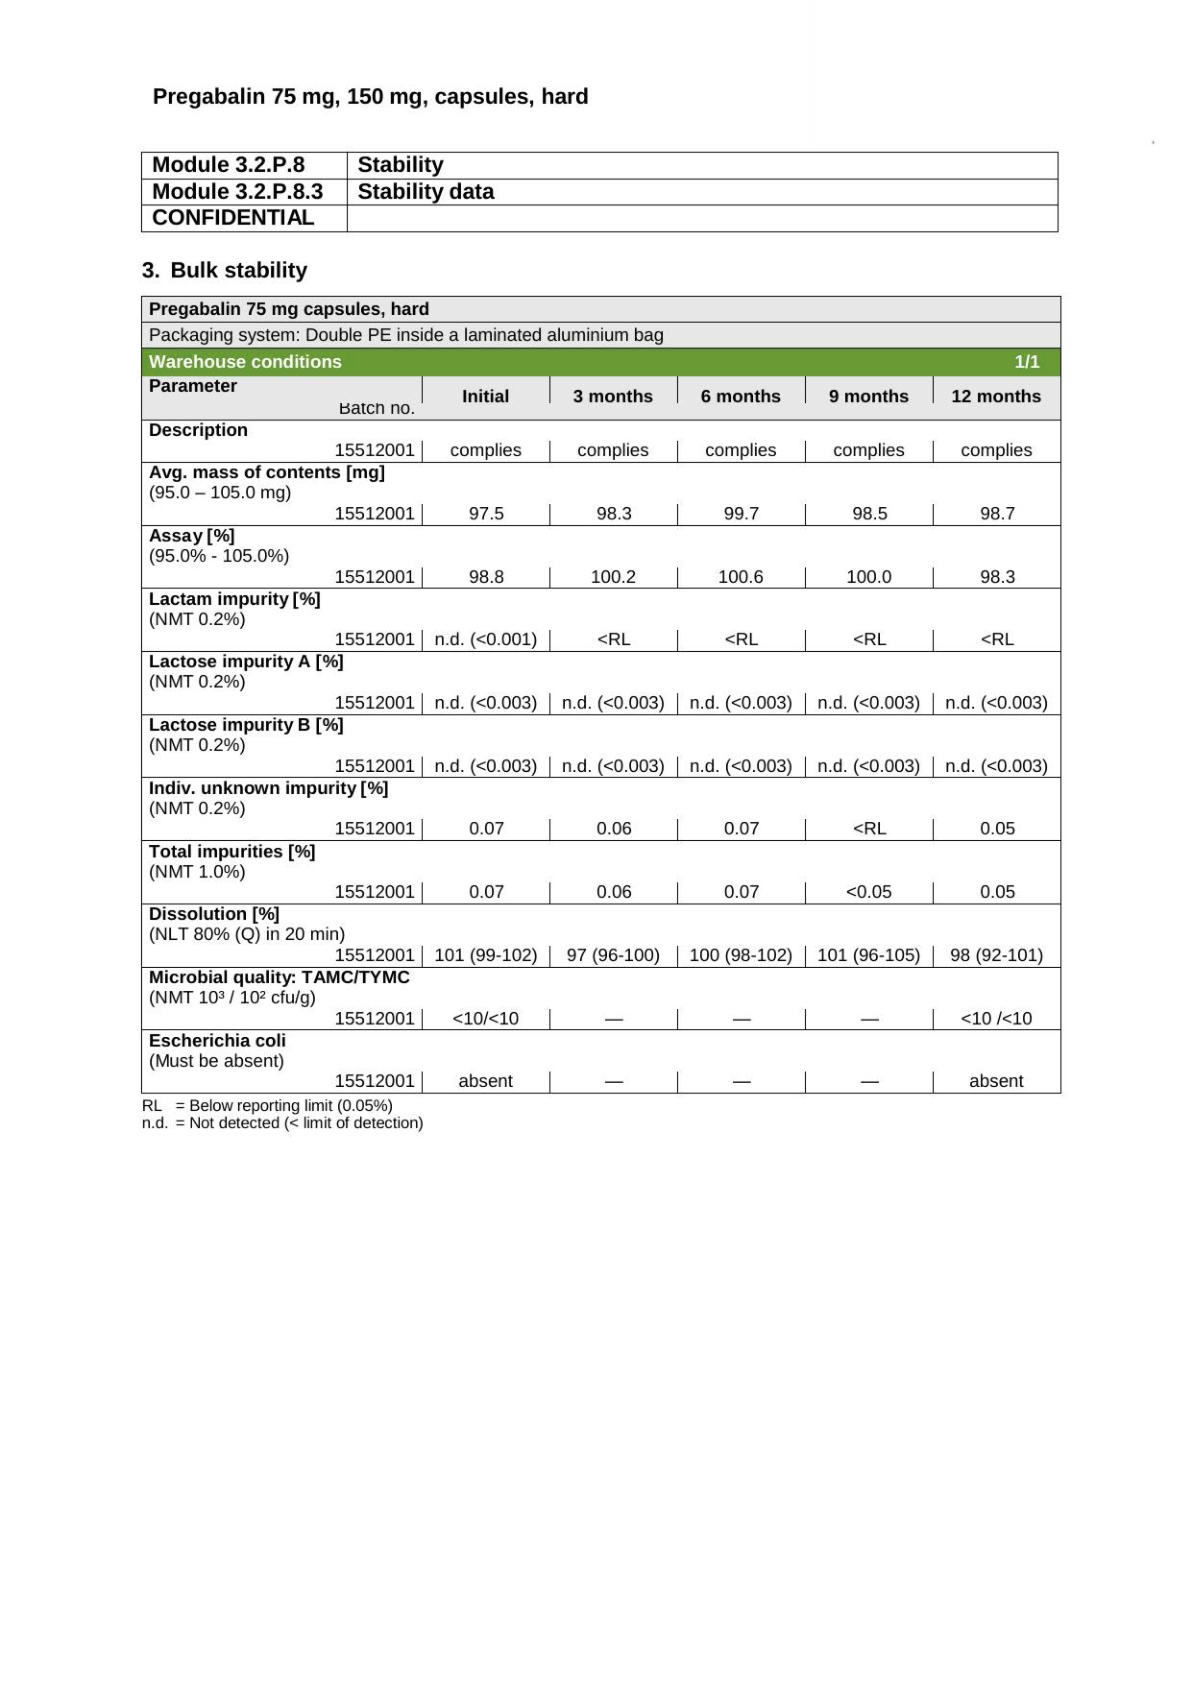 Pregabalin 75 mg, 150 mg, capsules, hard
Module 3.2.P.8 Stability
Module 3.2.P.8.3 Stability data
CONFIDENTIAL
3. Bulk stability
Pregabalin 75 mg capsules, hard
Packaging system: Double PE inside a laminated aluminium bag
Warehouse conditions 1/1
Parameter
Batch no. Initial 3 months 6 months 9 months 12 months
Description
15512001 complies complies complies complies complies
Avg. mass of contents [mg]
(95.0 – 105.0 mg)
15512001 97.5 98.3 99.7 98.5 98.7
Assay [%]
(95.0% - 105.0%)
15512001 98.8 100.2 100.6 100.0 98.3
Lactam impurity [%]
(NMT 0.2%)
15512001 n.d. (<0.001) <RL <RL <RL <RL
Lactose impurity A [%]
(NMT 0.2%)
15512001 n.d. (<0.003) n.d. (<0.003) n.d. (<0.003) n.d. (<0.003) n.d. (<0.003)
Lactose impurity B [%]
(NMT 0.2%)
15512001 n.d. (<0.003) n.d. (<0.003) n.d. (<0.003) n.d. (<0.003) n.d. (<0.003)
Indiv. unknown impurity [%]
(NMT 0.2%)
15512001 0.07 0.06 0.07 <RL 0.05
Total impurities [%]
(NMT 1.0%)
15512001 0.07 0.06 0.07 <0.05 0.05
Dissolution [%]
(NLT 80% (Q) in 20 min)
15512001 101 (99-102) 97 (96-100) 100 (98-102) 101 (96-105) 98 (92-101)
Microbial quality: TAMC/TYMC
(NMT 10³ / 10² cfu/g)
15512001 <10/<10 — — — <10 /<10
Escherichia coli
(Must be absent)
15512001 absent — — — absent
RL = Below reporting limit (0.05%)
n.d. = Not detected (< limit of detection)